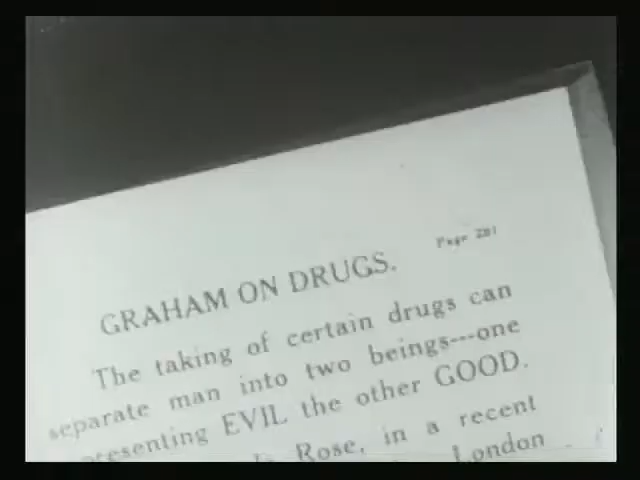 Page 281
GRAHAM ON DRUGS.
The taking of certain drugs can
separate man into two beings---one
presenting EVIL the other GOOD.
Rose, in a recent
London